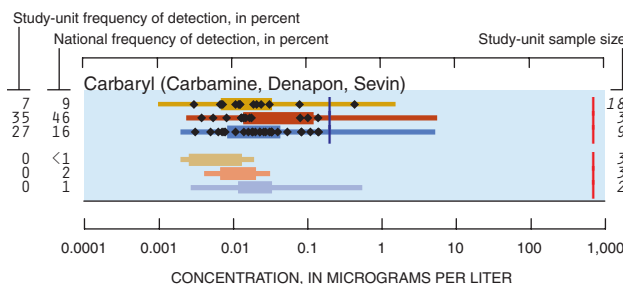 Study-unit frequency of detection, in percent
National frequency of detection, in percent
Study-unit sample size
Carbaryl (Carbamine, Denapon, Sevin)
7 9
35 46
27 16
0 <1
0 2
0 1
0.0001 0.001 0.01 0.1 1 10 100 1,000
CONCENTRATION, IN MICROGRAMS PER LITER